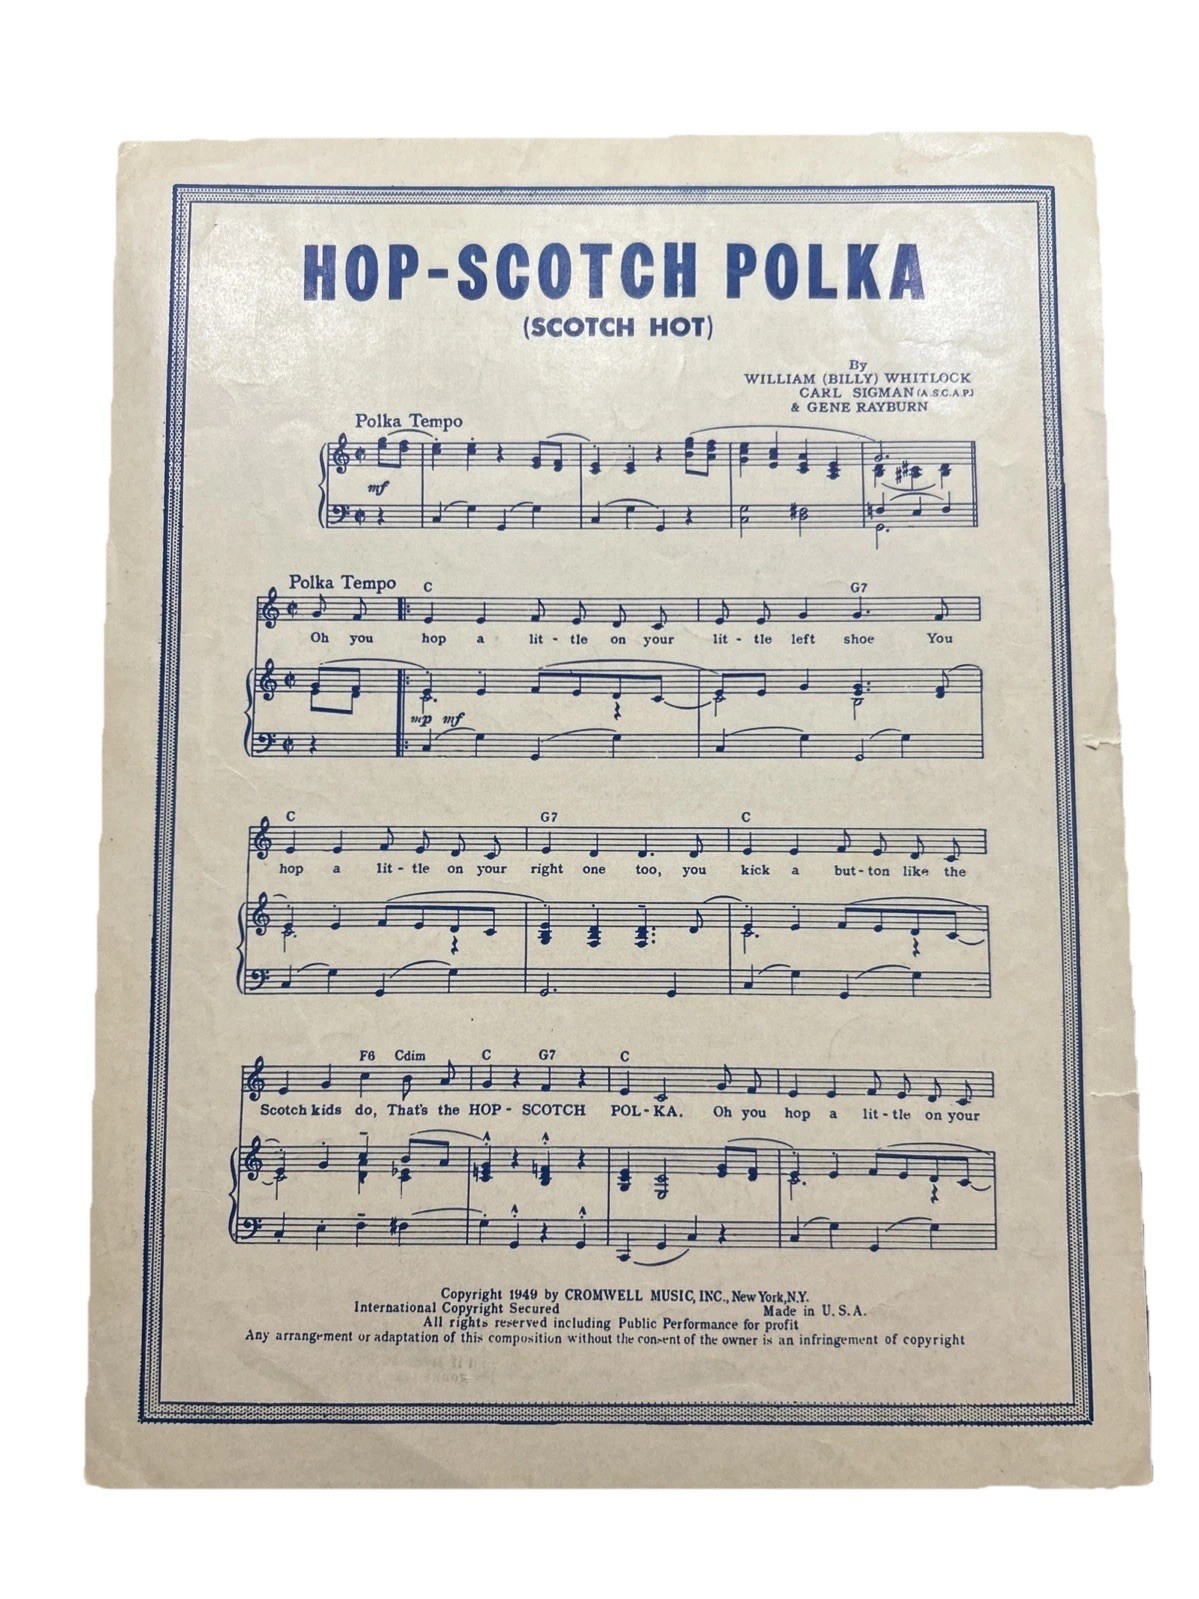 HOP-SCOTCH POLKA
(SCOTCH HOT)
By
WILLIAM (BILLY) WHITLOCK
CARL SIGMAN (A.S.C.A.P.)
& GENE RAYBURN
Polka Tempo
mf
Polka Tempo
C G7
Oh you hop a lit - tle on your lit - tle left shoe You
mp mf
C G7 C
hop a lit - tle on your right one too, you kick a but - ton like the
F6 Cdim C G7 C
Scotch kids do, That's the HOP - SCOTCH POL - KA. Oh you hop a lit - tle on your
Copyright 1949 by CROMWELL MUSIC, INC., New York, N.Y.
International Copyright Secured Made in U. S. A.
All rights reserved including Public Performance for profit
Any arrangement or adaptation of this composition without the consent of the owner is an infringement of copyright